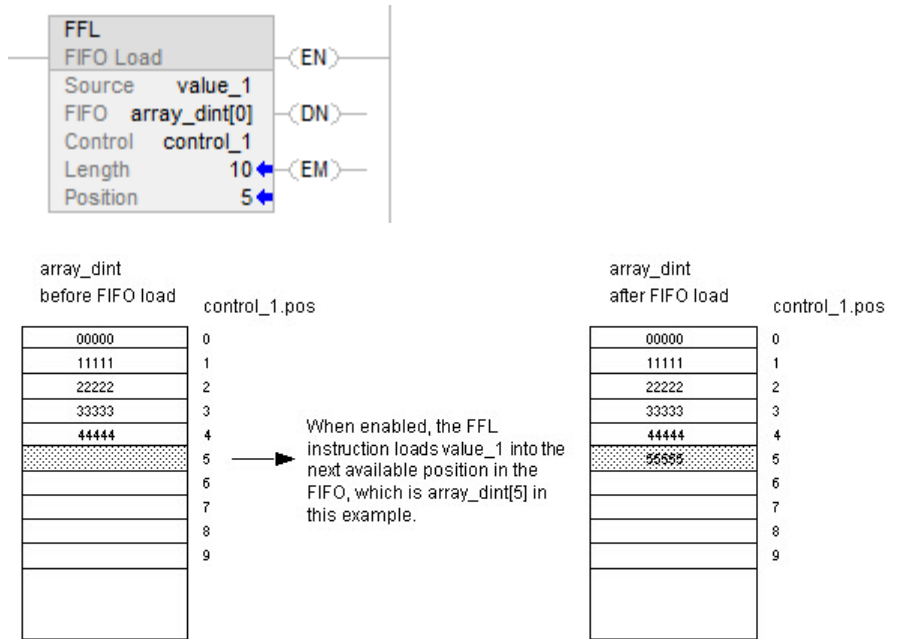 FFL
FIFO Load
(EN)
Source value_1
FIFO array_dint[0]
(DN)
Control control_1
Length 10
(EM)
Position 5
array_dint
before FIFO load
control_1.pos
00000 0
11111 1
22222 2
33333 3
44444 4
5
6
7
8
9
When enabled, the FFL
instruction loads value_1 into the
next available position in the
FIFO, which is array_dint[5] in
this example.
array_dint
after FIFO load
control_1.pos
00000 0
11111 1
22222 2
33333 3
44444 4
55555 5
6
7
8
9